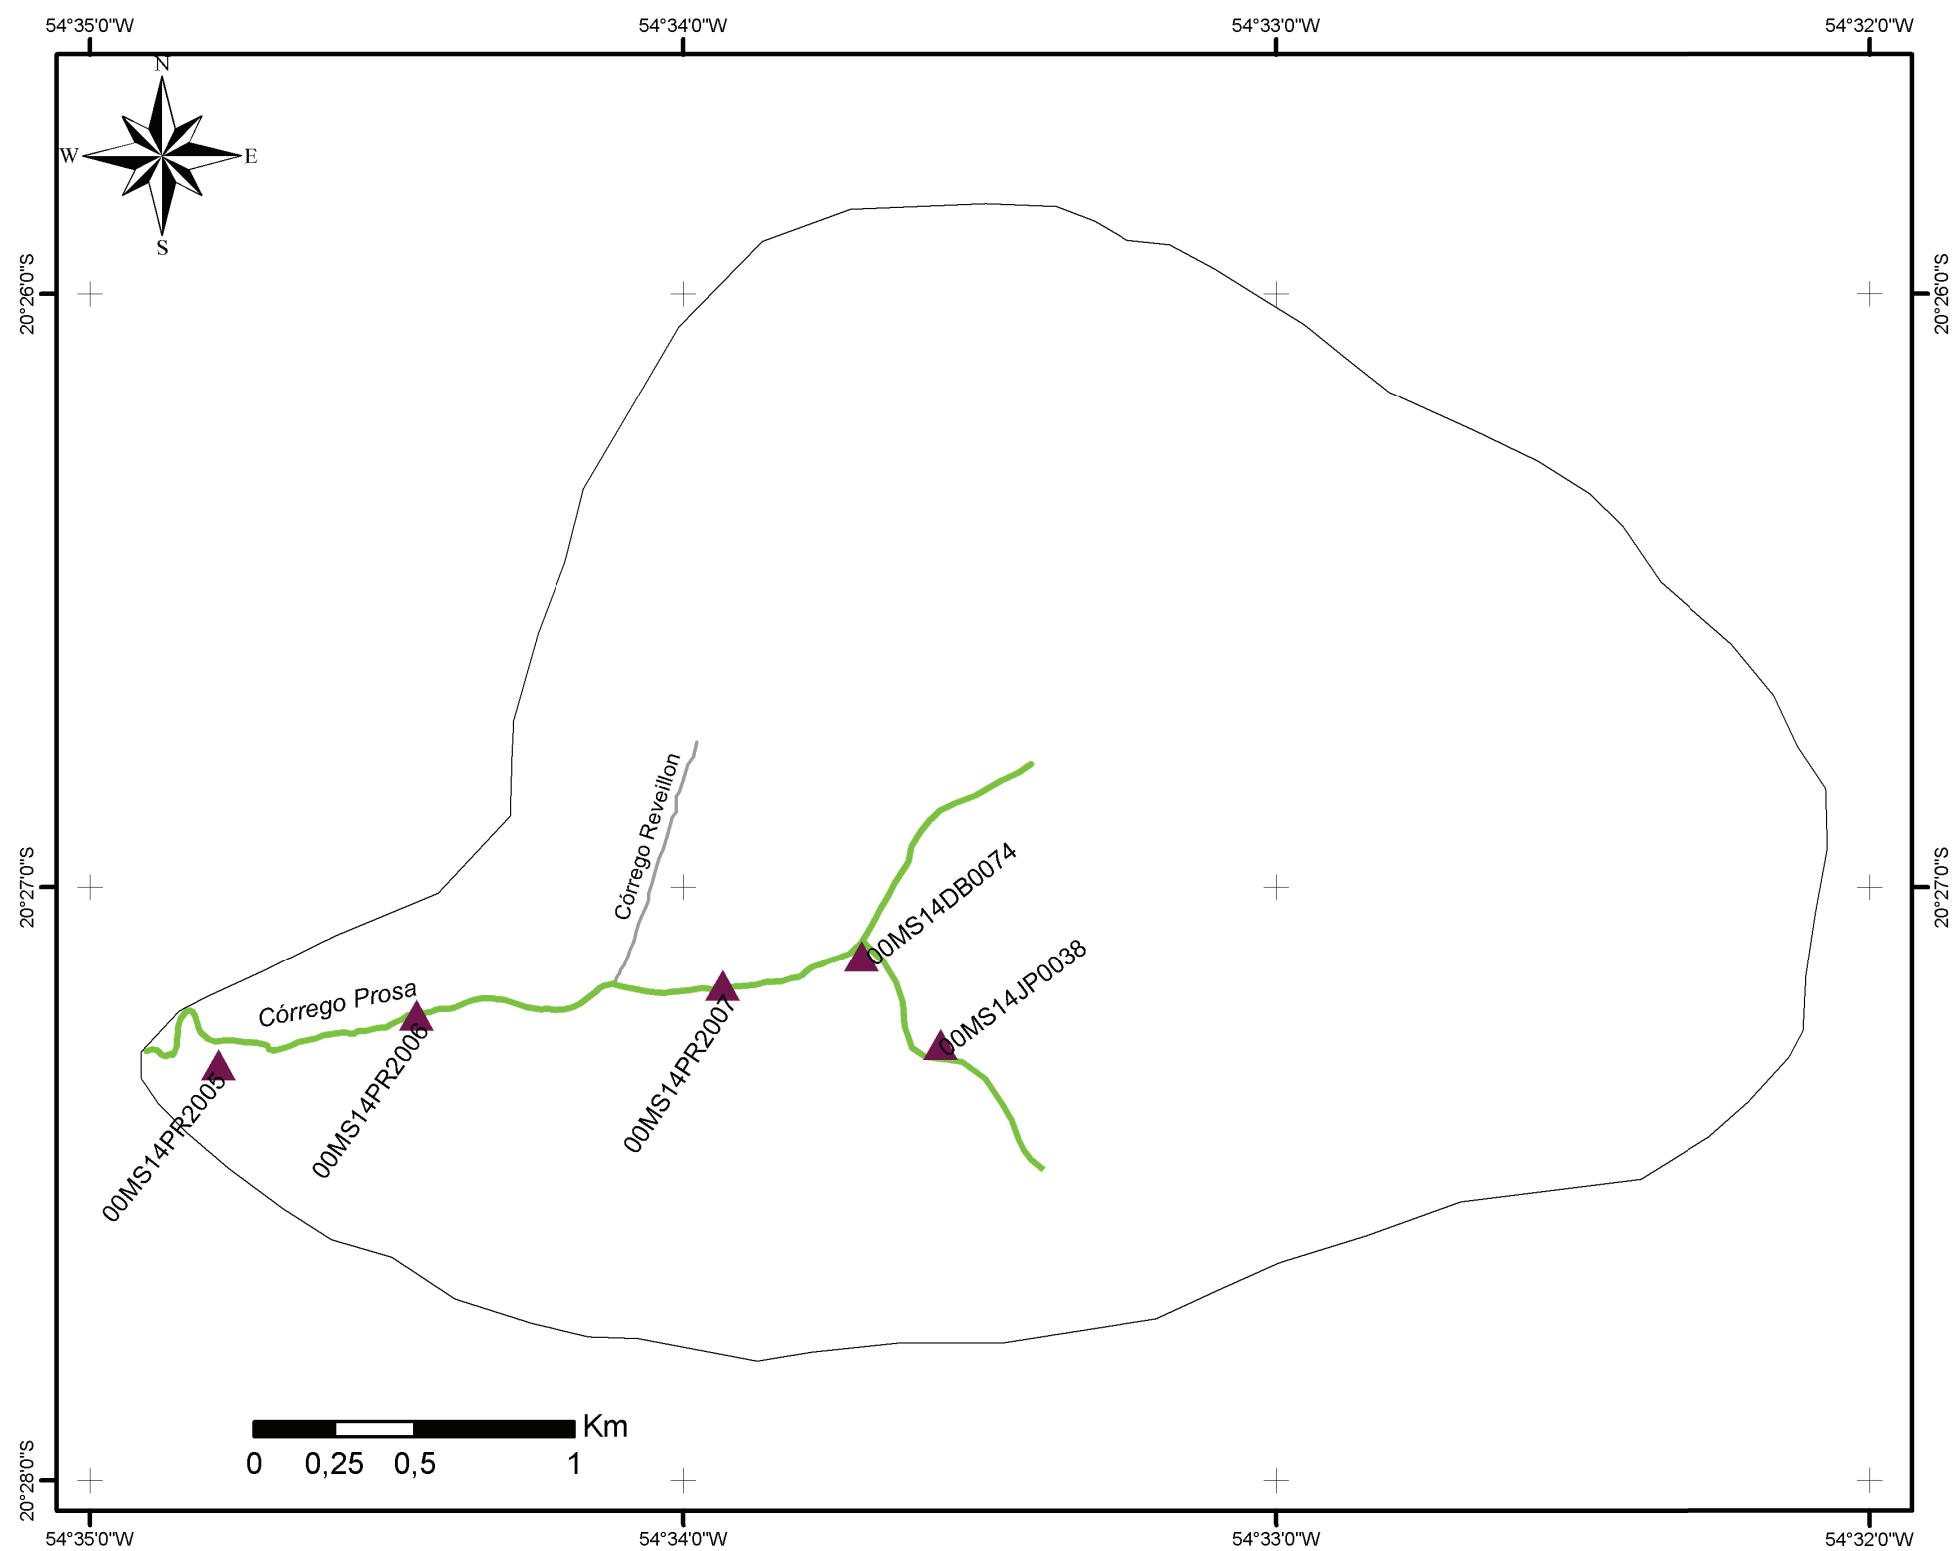 54°35'0"W
54°34'0"W
54°33'0"W
54°32'0"W
N
W
E
S
20°26'0"S
20°26'0"S
Córrego Reveillon
20°27'0"S
20°27'0"S
00MS14DB0074
00MS14JP0038
Córrego Prosa
00MS14PR2005
00MS14PR2006
00MS14PR2007
Km
0
0,25
0,5
1
20°28'0"S
54°35'0"W
54°34'0"W
54°33'0"W
54°32'0"W